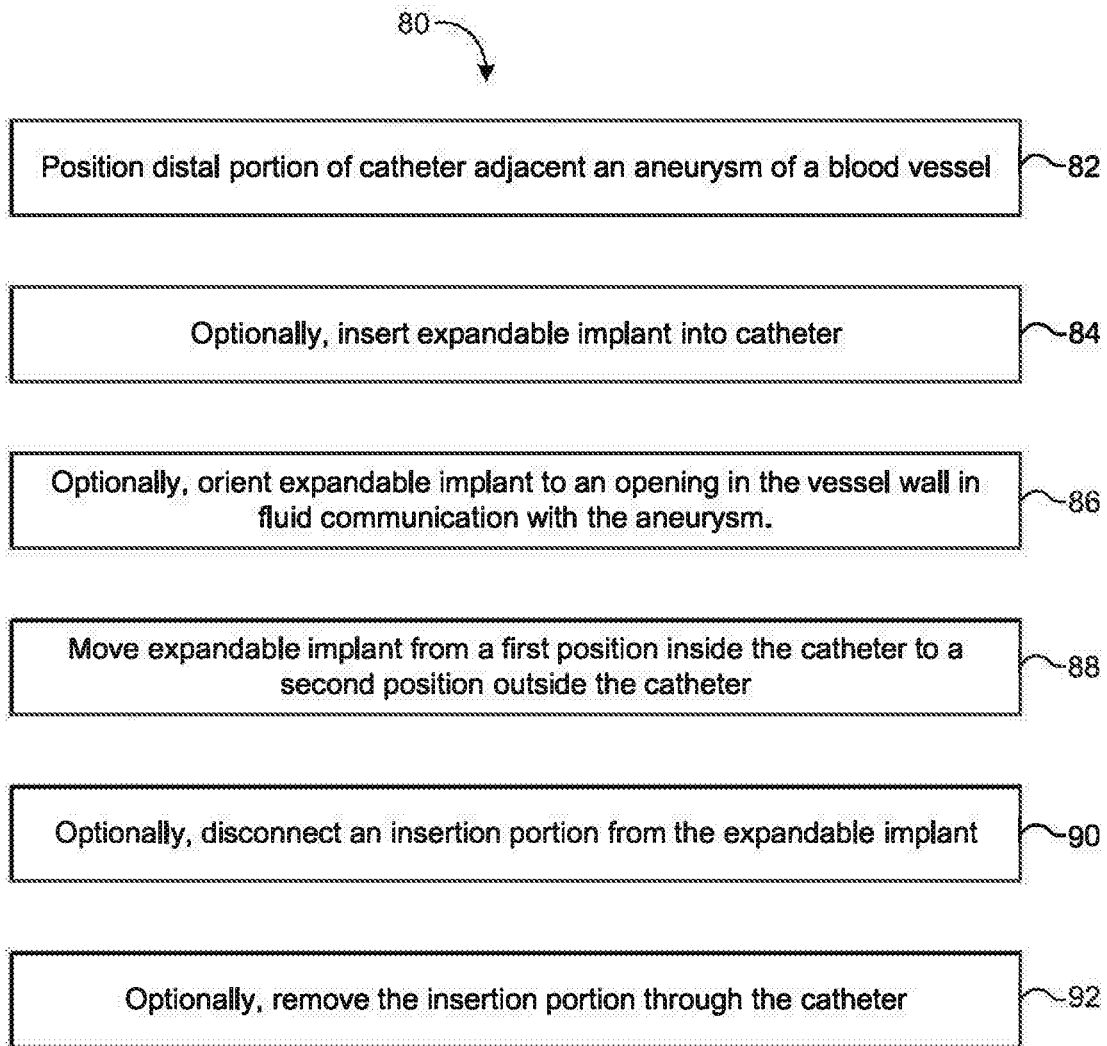 80
Position distal portion of catheter adjacent an aneurysm of a blood vessel
82
Optionally, insert expandable implant into catheter
84
Optionally, orient expandable implant to an opening in the vessel wall in
fluid communication with the aneurysm.
86
Move expandable implant from a first position inside the catheter to a
second position outside the catheter
88
Optionally, disconnect an insertion portion from the expandable implant
90
Optionally, remove the insertion portion through the catheter
92